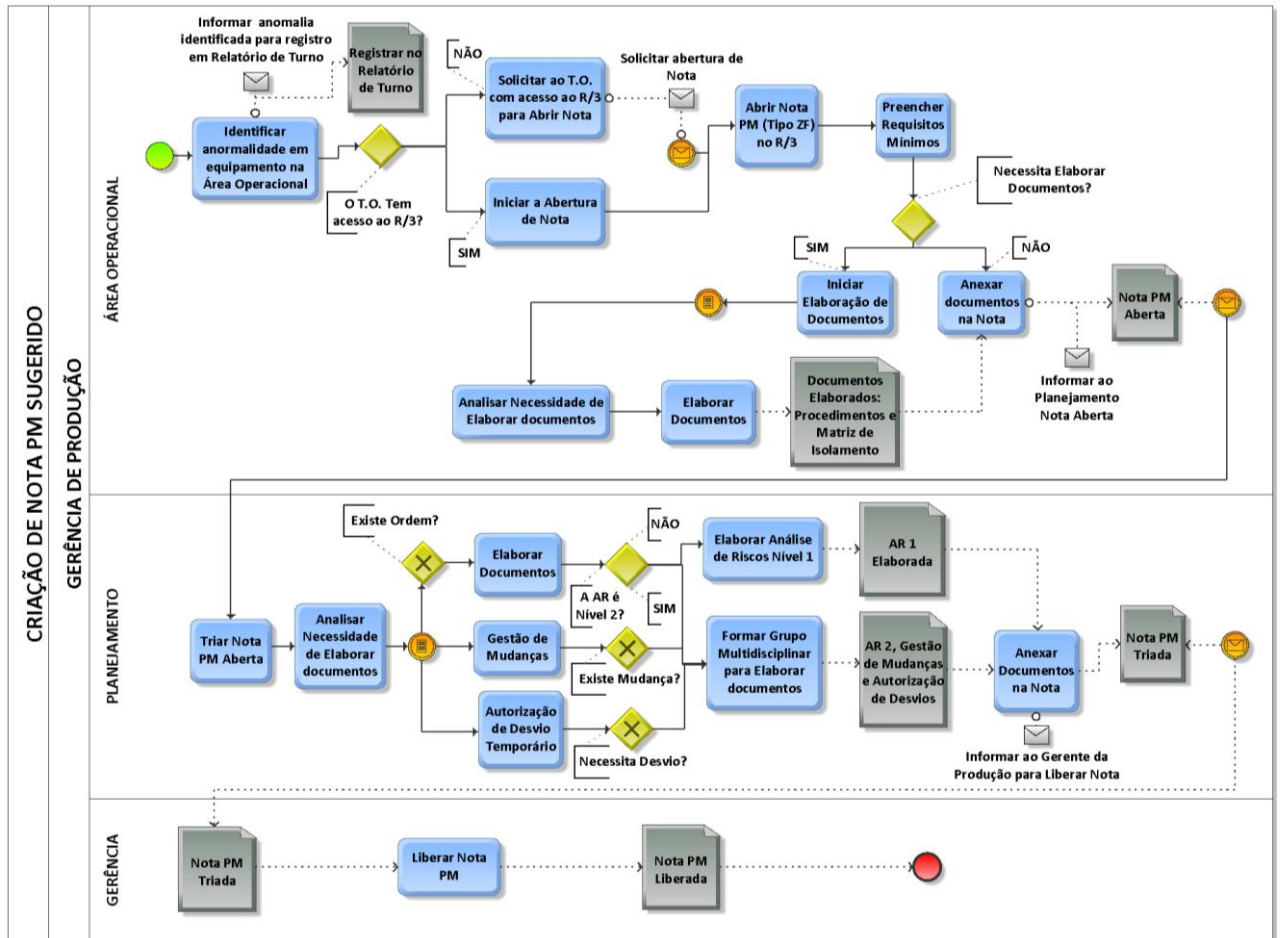 CRIAÇÃO DE NOTA PM SUGERIDO
GERÊNCIA DE PRODUÇÃO
ÁREA OPERACIONAL
Informar anomalia
identificada para registro
em Relatório de Turno
Registrar no
Relatório
de Turno
Identificar
anormalidade em
equipamento na
Área Operacional
O T.O. Tem
acesso ao R/3?
NÃO
Solicitar ao T.O.
com acesso ao R/3
para Abrir Nota
SIM
Iniciar a Abertura
de Nota
Solicitar abertura de
Nota
Abrir Nota
PM (Tipo ZF)
no R/3
Preencher
Requisitos
Mínimos
Necessita Elaborar
Documentos?
SIM
NÃO
Iniciar
Elaboração de
Documentos
Anexar
documentos
na Nota
Nota PM
Aberta
Informar ao
Planejamento
Nota Aberta
Analisar Necessidade de
Elaborar documentos
Elaborar
Documentos
Documentos
Elaborados:
Procedimentos e
Matriz de
Isolamento
PLANEJAMENTO
Triar Nota
PM Aberta
Analisar
Necessidade
de Elaborar
documentos
Existe Ordem?
Elaborar
Documentos
Gestão de
Mudanças
Autorização
de Desvio
Temporário
NÃO
A AR é
Nível 2?
SIM
Existe Mudança?
Necessita Desvio?
Elaborar Análise
de Riscos Nível 1
Formar Grupo
Multidisciplinar
para Elaborar
documentos
AR 1
Elaborada
AR 2, Gestão
de Mudanças
e Autorização
de Desvios
Anexar
Documentos
na Nota
Informar ao Gerente da
Produção para Liberar Nota
Nota PM
Triada
GERÊNCIA
Nota PM
Triada
Liberar Nota
PM
Nota PM
Liberada